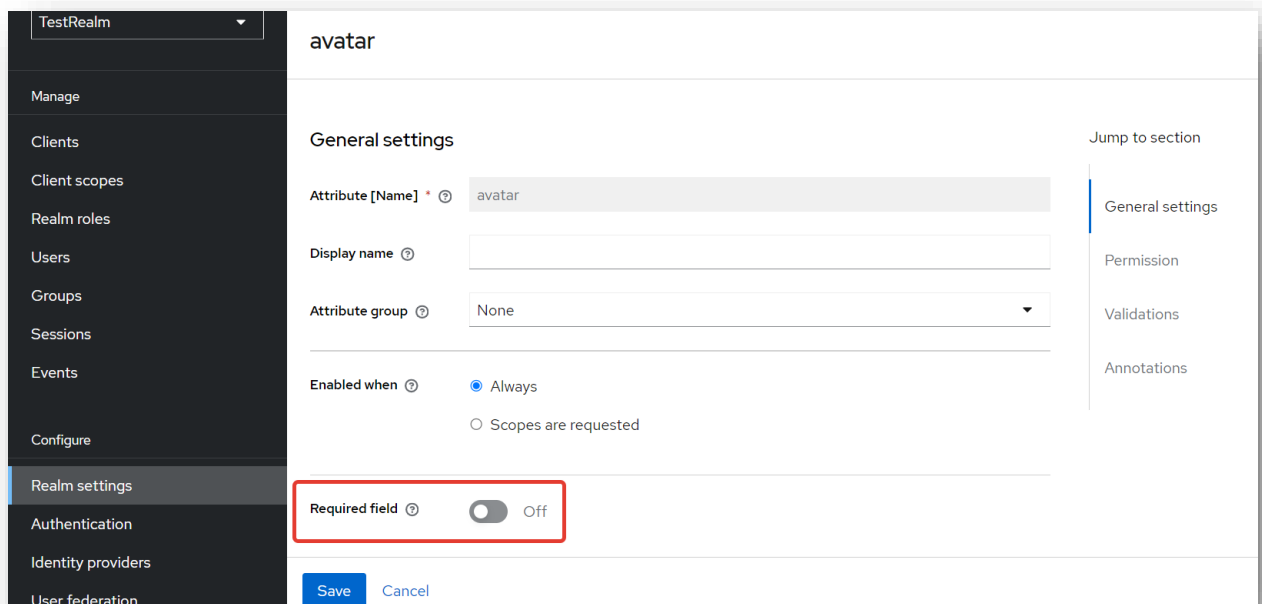 TestRealm
Manage
Clients
Client scopes
Realm roles
Users
Groups
Sessions
Events
Configure
Realm settings
Authentication
Identity providers
User federation
avatar
General settings
Attribute [Name] * avatar
Display name
Attribute group None
Enabled when Always
Scopes are requested
Required field Off
Save Cancel
Jump to section
General settings
Permission
Validations
Annotations